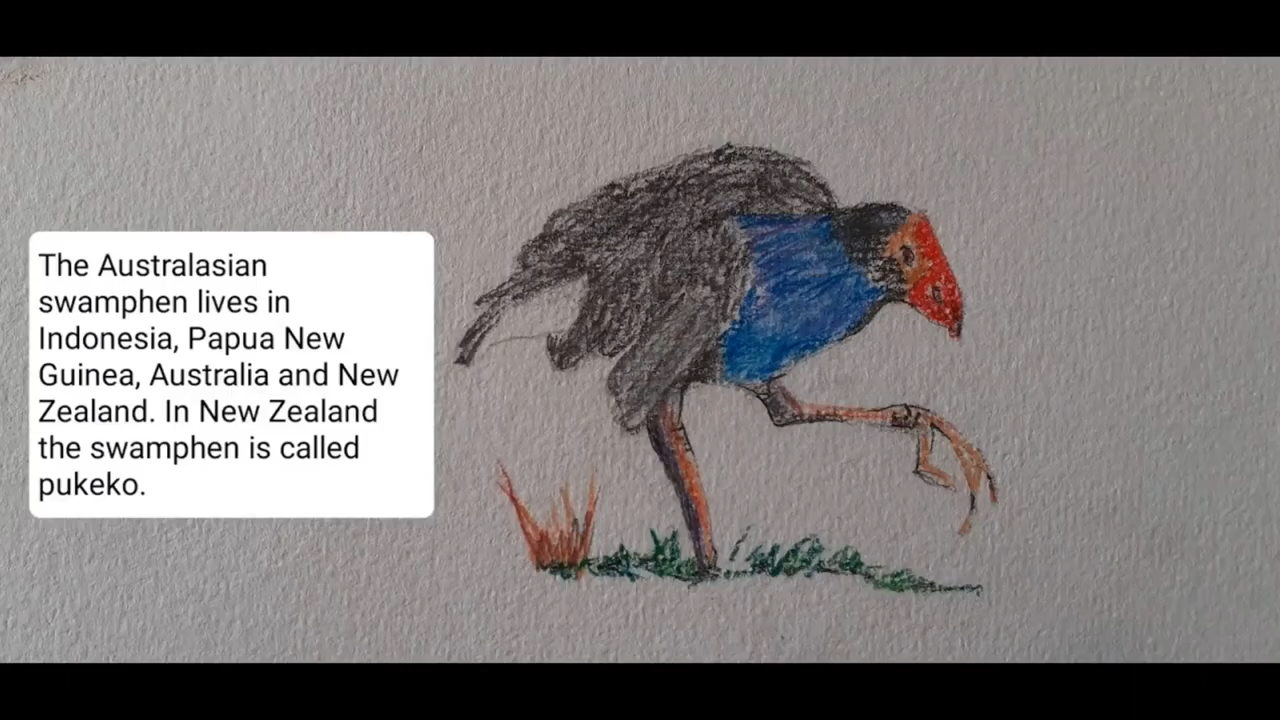 The Australasian
swamphen lives in
Indonesia, Papua New
Guinea, Australia and New
Zealand. In New Zealand
the swamphen is called
pukeko.